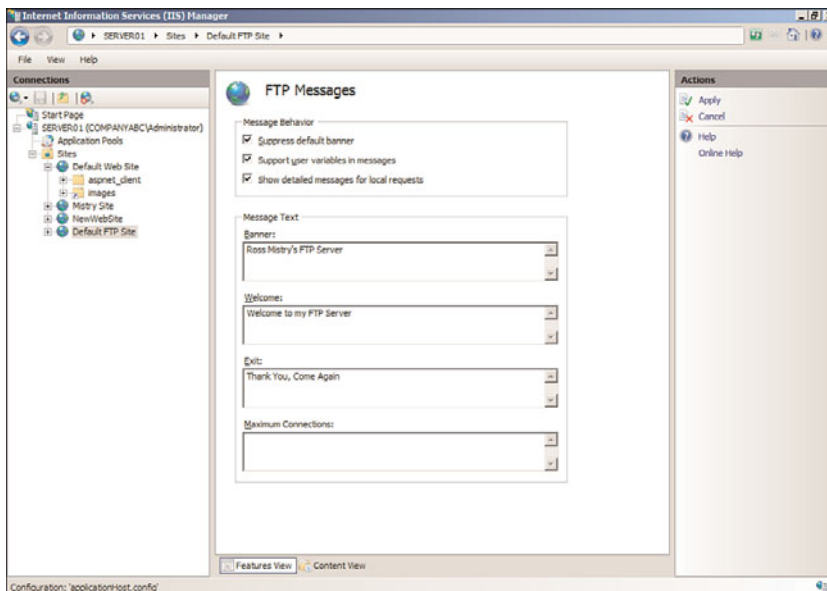 Internet Information Services (IIS) Manager
SERVER01 Sites Default FTP Site
File View Help
Connections
Start Page
SERVER01 (COMPANYABC\Administrator)
Application Pools
Sites
Default Web Site
aspnet_client
images
Mistry Site
NewWebSite
Default FTP Site
FTP Messages
Message Behavior
Suppress default banner
Support user variables in messages
Show detailed messages for local requests
Message Text
Banner:
Ross Mistry's FTP Server
Welcome:
Welcome to my FTP Server
Exit:
Thank You, Come Again
Maximum Connections:
Features View Content View
Actions
Apply
Cancel
Help
Online Help
Configuration: 'applicationHost.config'